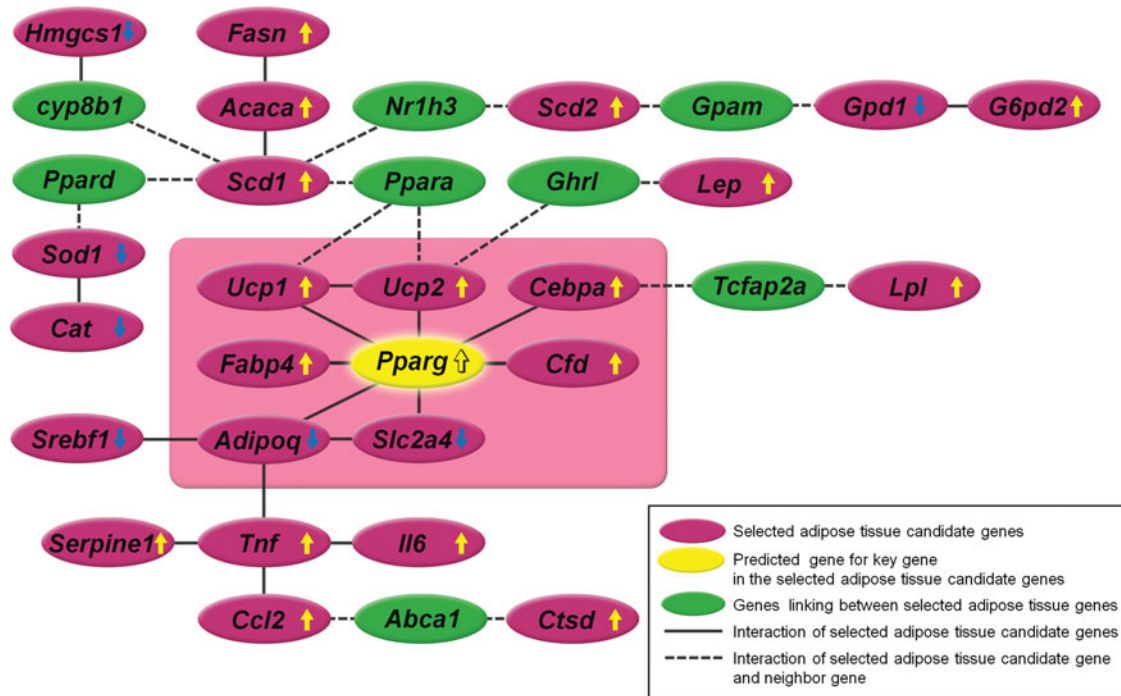 Hmgcs1 Fasn
cyp8b1 Acaca Nr1h3 Scd2 Gpam Gpd1 G6pd2
Ppard Scd1 Ppara Ghrl Lep
Sod1 Ucp1 Ucp2 Cebpa Tcfap2a Lpl
Cat Fabp4 Pparg Cfd
Srebf1 Adipoq Slc2a4
Serpine1 Tnf Il6
Ccl2 Abca1 Ctsd
Selected adipose tissue candidate genes
Predicted gene for key gene
in the selected adipose tissue candidate genes
Genes linking between selected adipose tissue genes
Interaction of selected adipose tissue candidate genes
Interaction of selected adipose tissue candidate gene
and neighbor gene